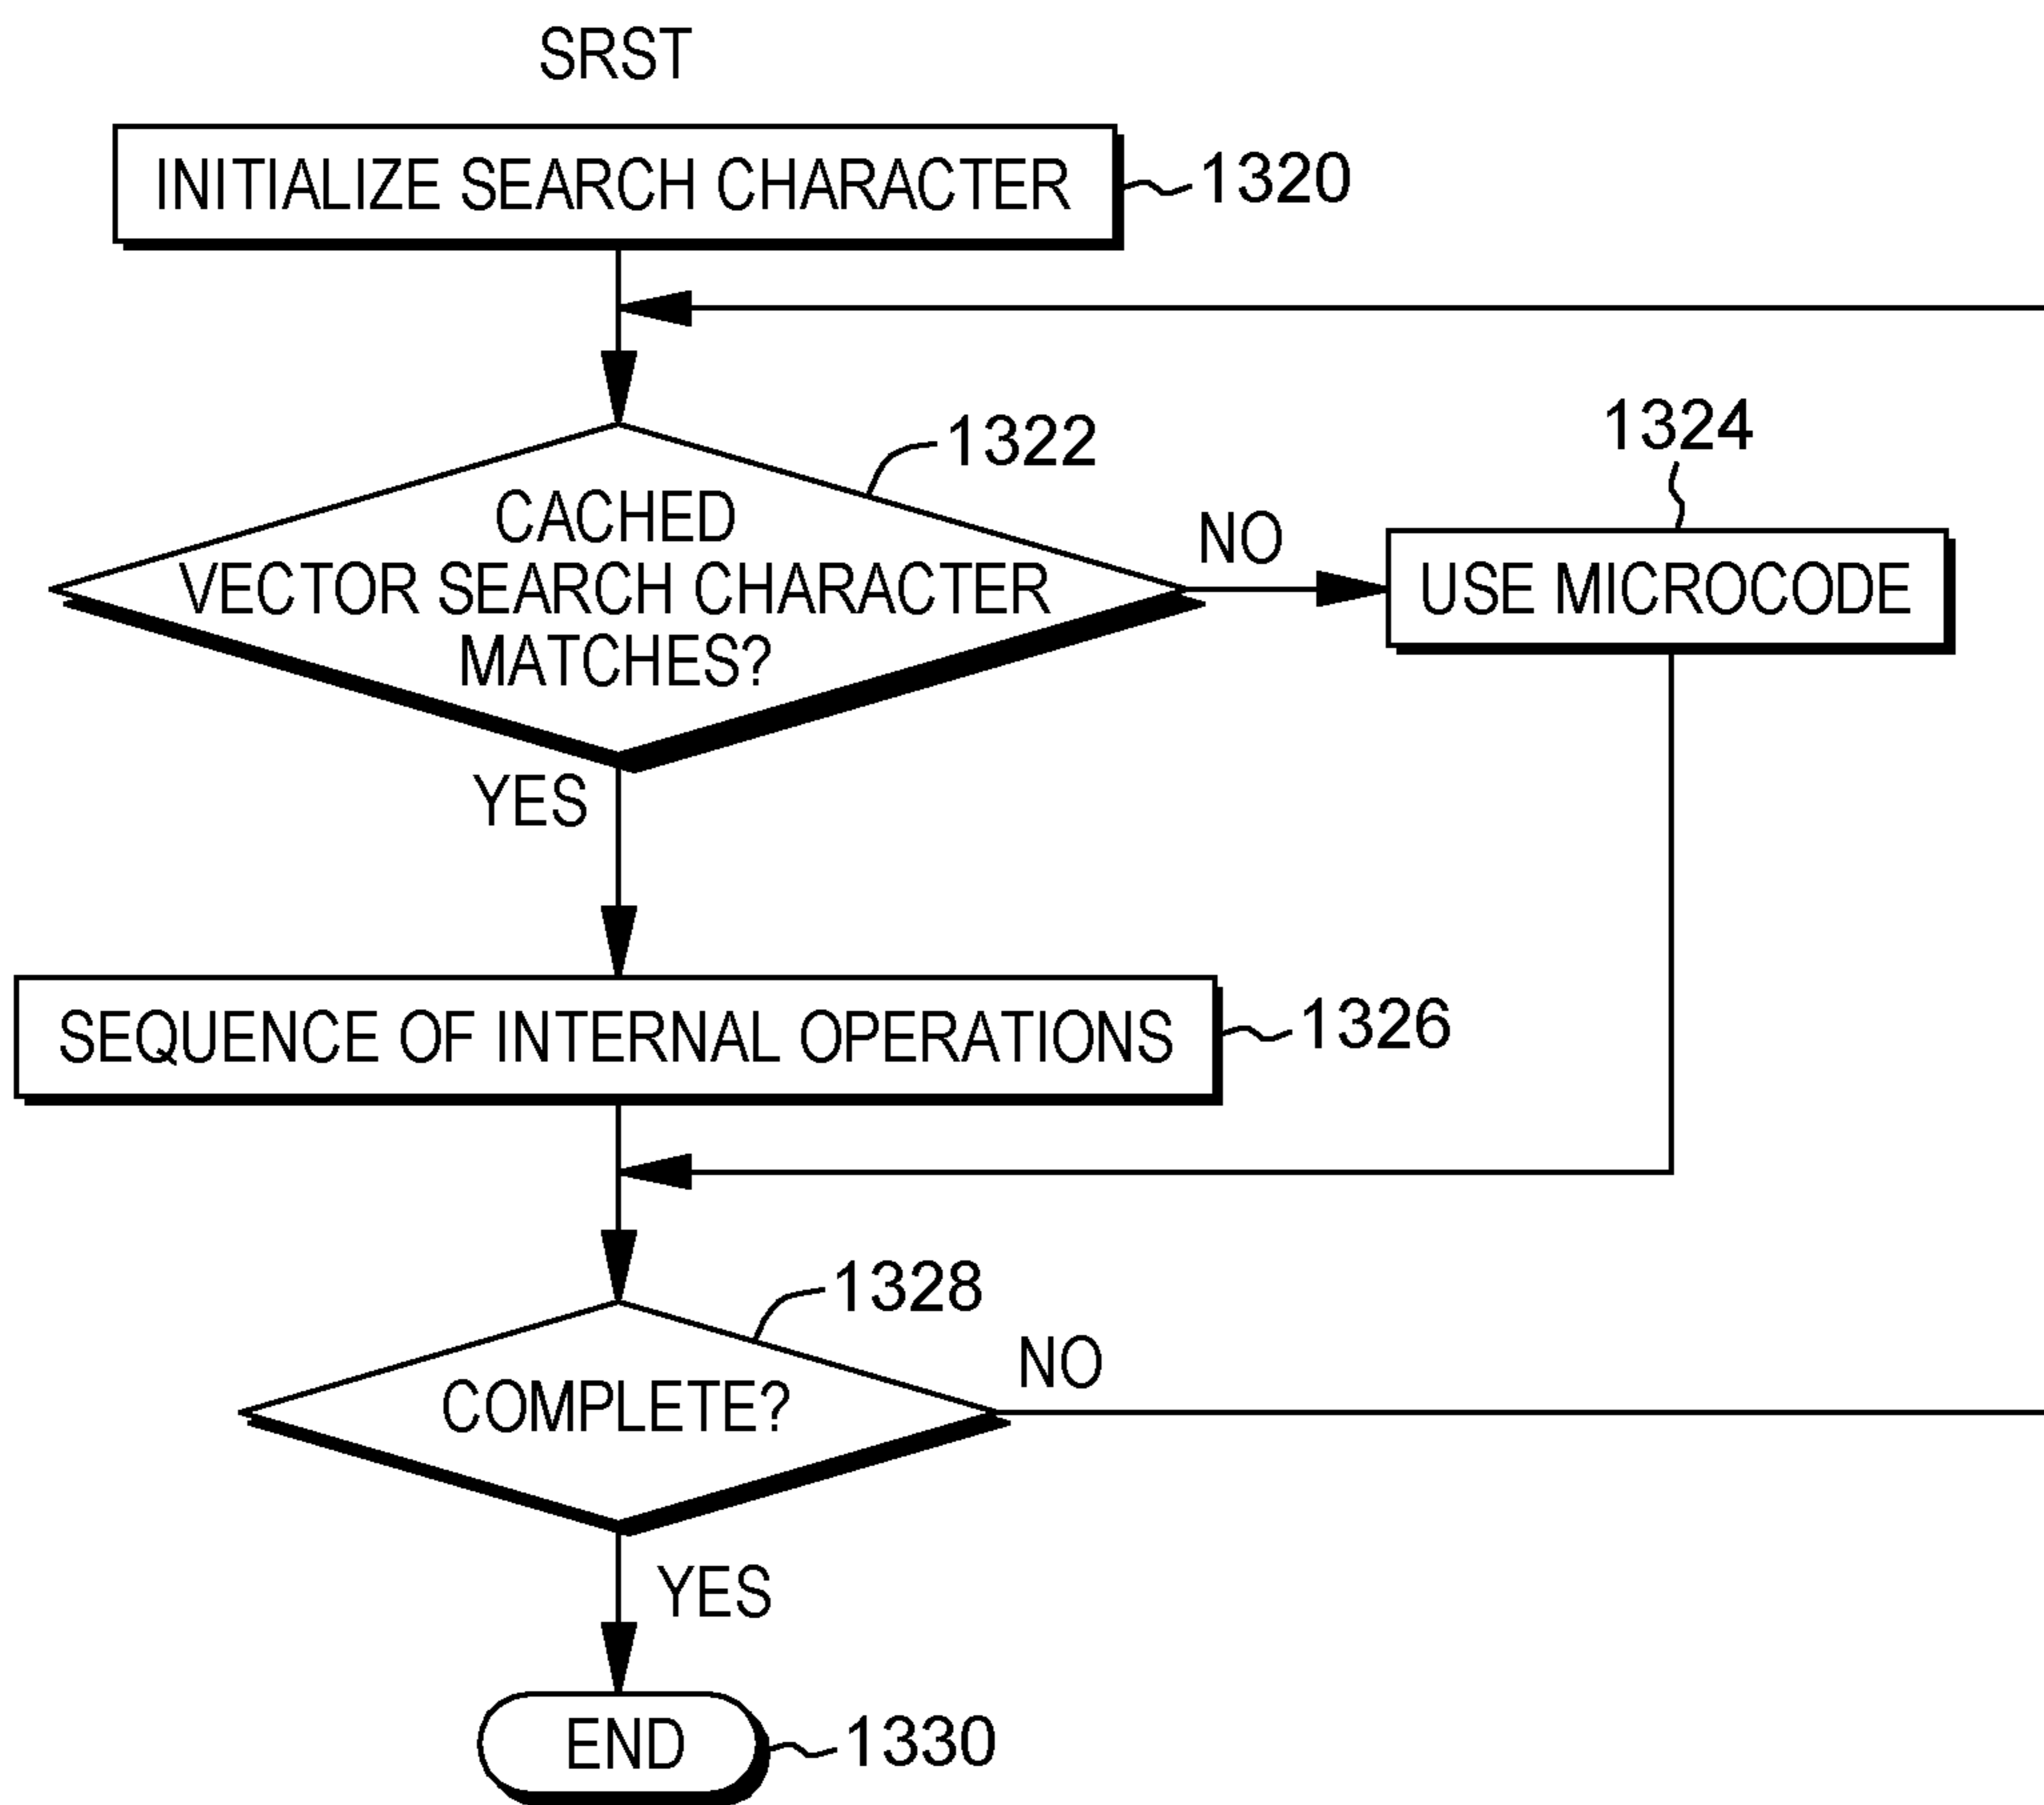 SRST
INITIALIZE SEARCH CHARACTER
1320
1322
1324
CACHED
VECTOR SEARCH CHARACTER
MATCHES?
NO
USE MICROCODE
YES
SEQUENCE OF INTERNAL OPERATIONS
1326
1328
COMPLETE?
NO
YES
END
1330